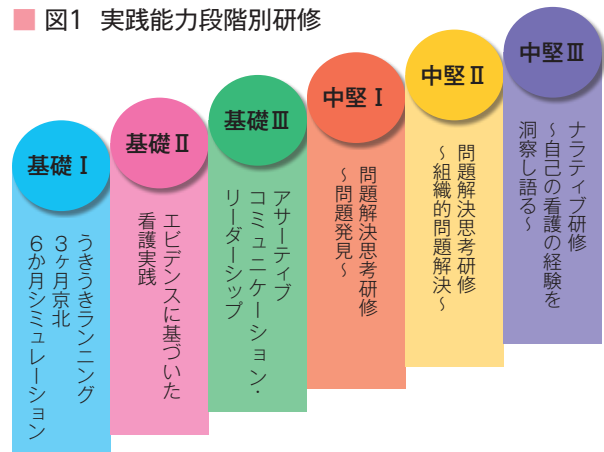 図1 実践能力段階別研修
基礎Ⅰ
うきうきランニング
3ヶ月京北
6か月シミュレーション
基礎Ⅱ
エビデンスに基づいた
看護実践
基礎Ⅲ
アサーティブ
コミュニケーション・
リーダーシップ
中堅Ⅰ
問題解決思考研修
～問題発見～
中堅Ⅱ
問題解決思考研修
～組織的問題解決～
中堅Ⅲ
ナラティブ研修
～自己の看護の経験を
洞察し語る～